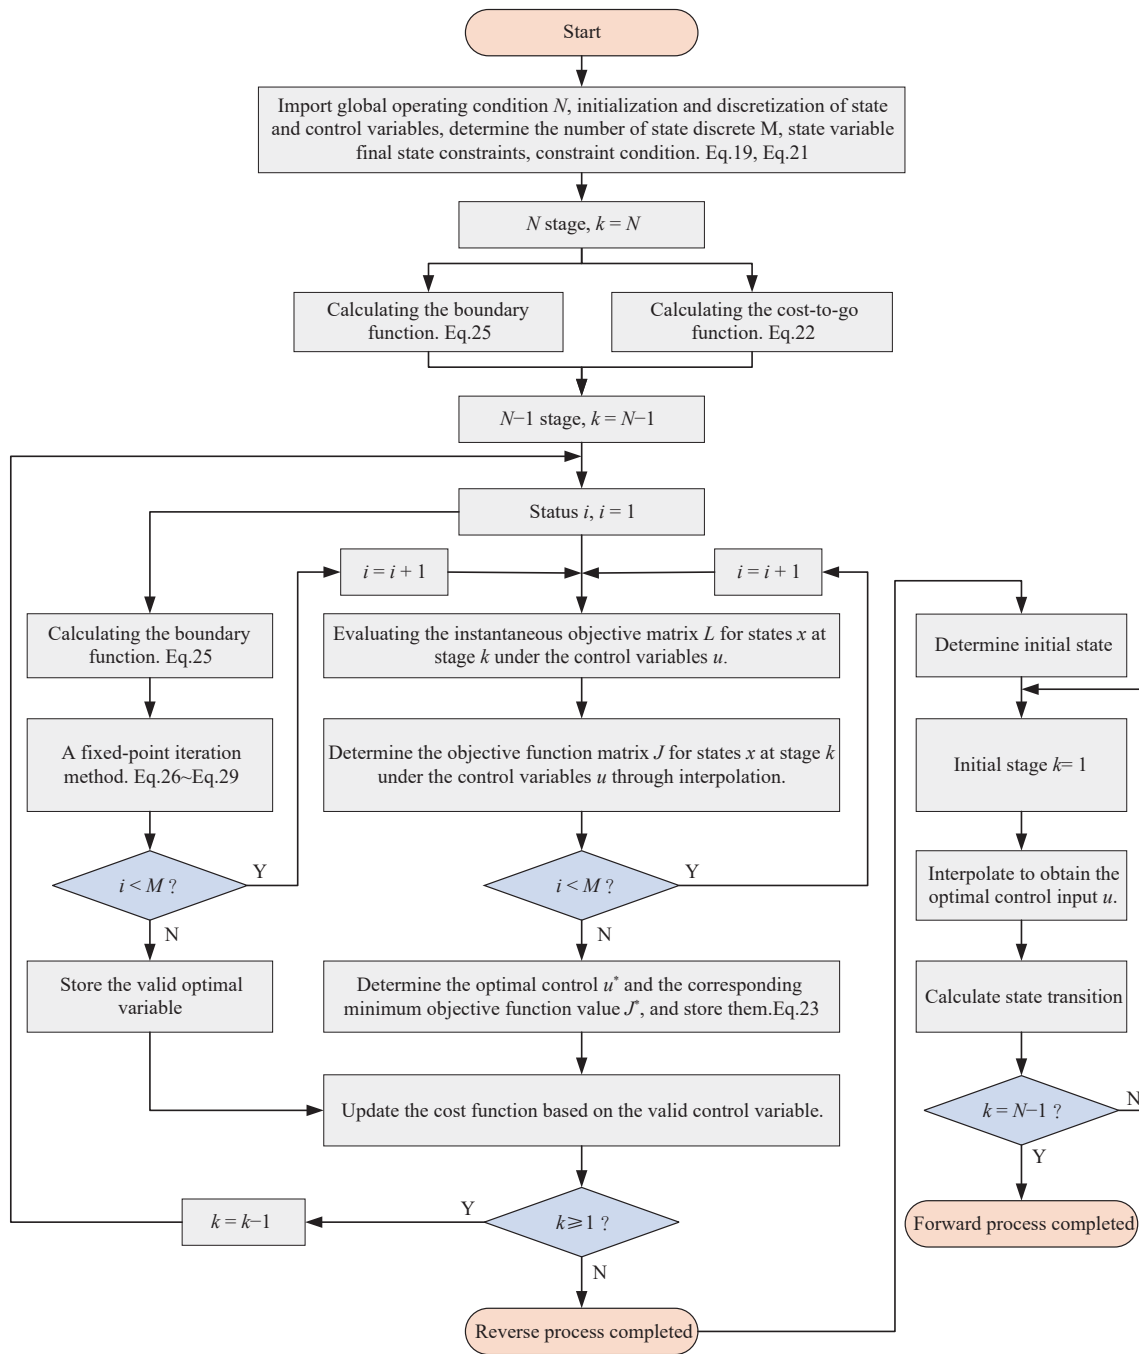 Start
Import global operating condition N, initialization and discretization of state
and control variables, determine the number of state discrete M, state variable
final state constraints, constraint condition. Eq.19, Eq.21
N stage, k = N
Calculating the boundary
function. Eq.25
Calculating the cost-to-go
function. Eq.22
N−1 stage, k = N−1
Status i, i = 1
i = i + 1
i = i + 1
Calculating the boundary
function. Eq.25
Evaluating the instantaneous objective matrix L for states x at
stage k under the control variables u.
A fixed-point iteration
method. Eq.26~Eq.29
Determine the objective function matrix J for states x at stage k
under the control variables u through interpolation.
i < M ?
Y
N
i < M ?
Y
N
Store the valid optimal
variable
Determine the optimal control u* and the corresponding
minimum objective function value J*, and store them.Eq.23
Update the cost function based on the valid control variable.
k = k−1
Y
k ⩾ 1 ?
N
Reverse process completed
Determine initial state
Initial stage k= 1
Interpolate to obtain the
optimal control input u.
Calculate state transition
k = N−1 ?
N
Y
Forward process completed